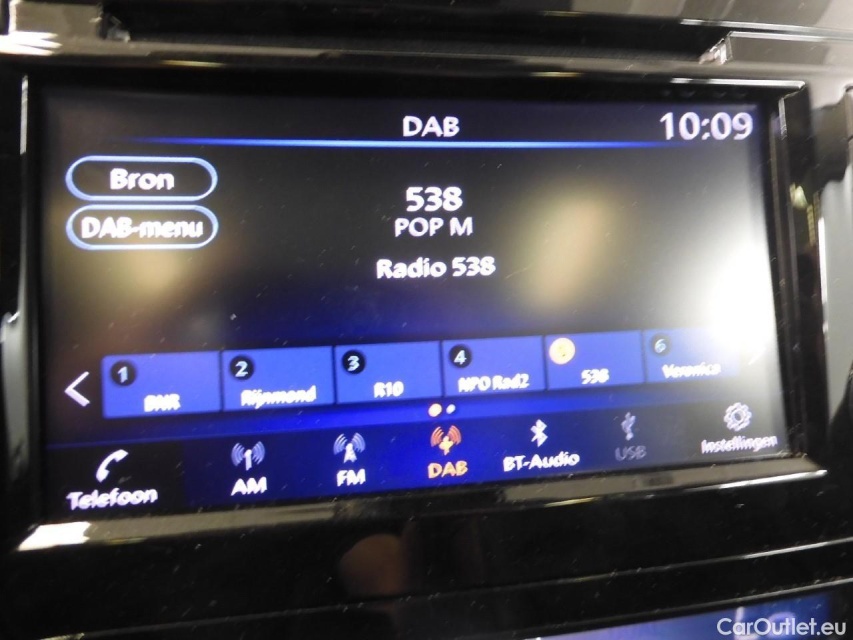 DAB
10:09
Bron
DAB-menu
538
POP M
Radio 538
1 BNR
2 Rijnmond
3 R10
4 NPO Rad2
538
6 Veronica
Telefoon
AM
FM
DAB
BT-Audio
USB
Instellingen
CarOutlet.eu